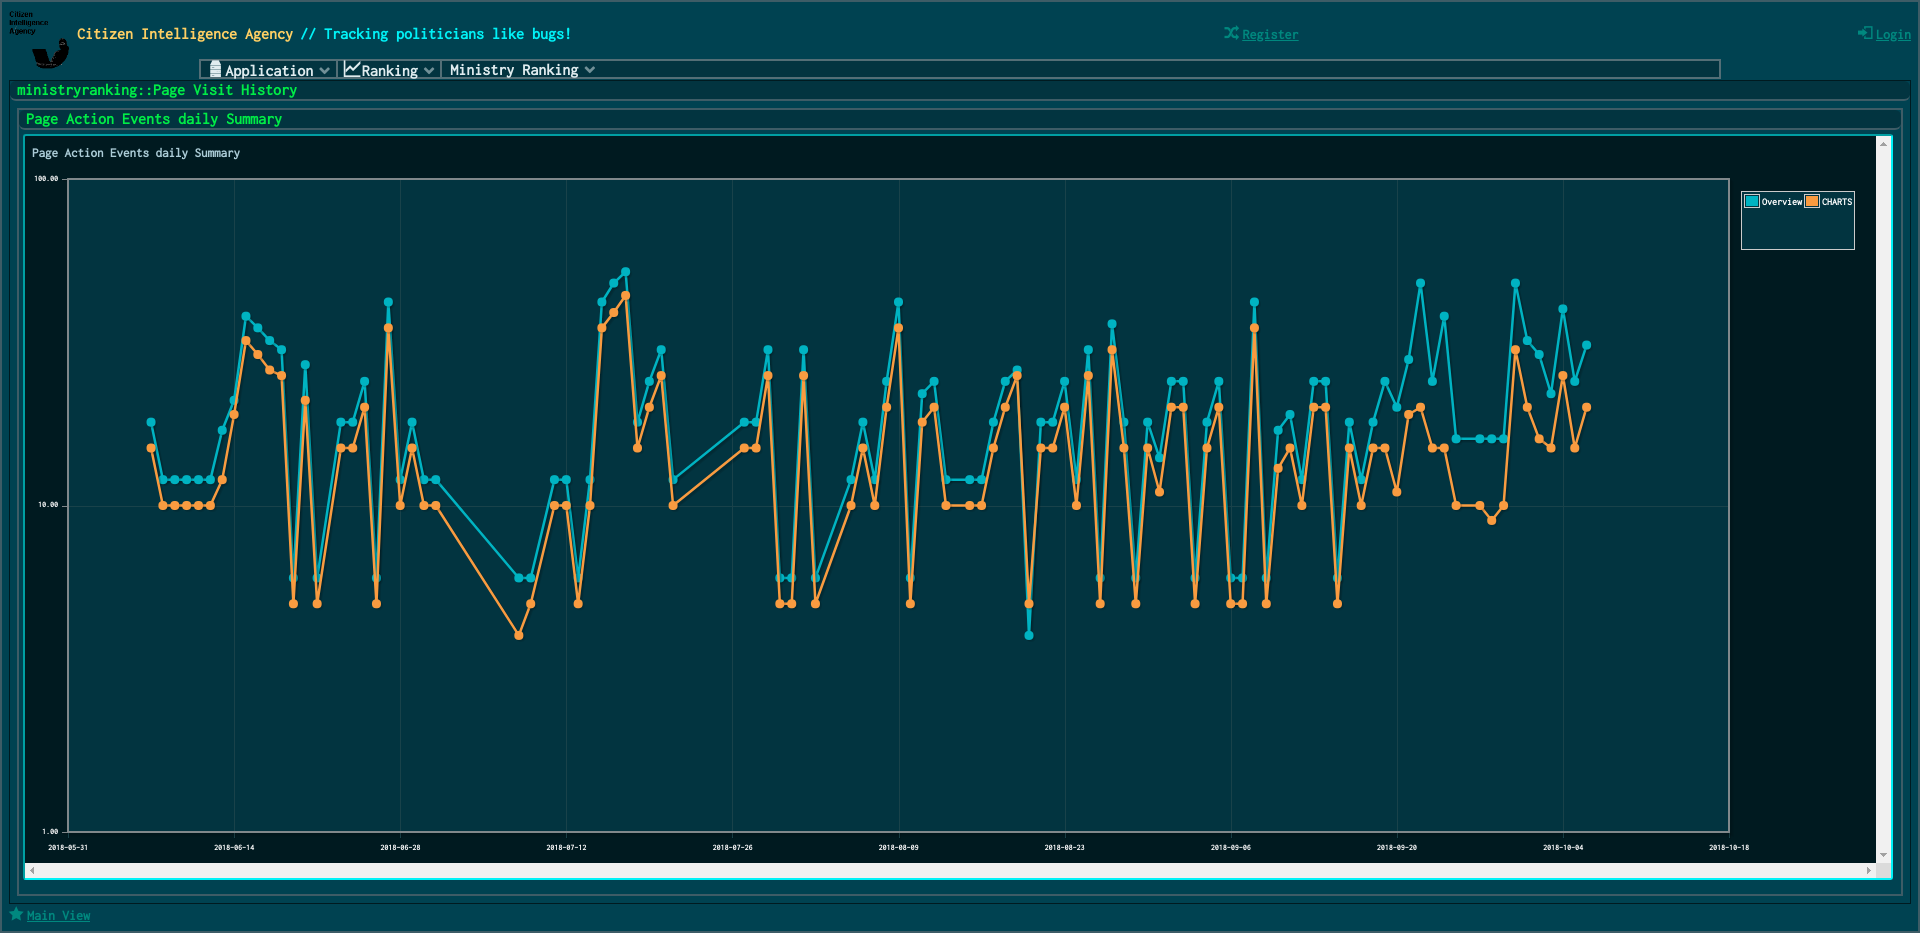 Citizen
Intelligence
Agency
Citizen Intelligence Agency // Tracking politicians like bugs!
Register
Login
Application
Ranking
Ministry Ranking
ministryranking::Page Visit History
Page Action Events daily Summary
Page Action Events daily Summary
100.00
Overview
CHARTS
10.00
1.00
2018-05-31
2018-06-14
2018-06-28
2018-07-12
2018-07-26
2018-08-09
2018-08-23
2018-09-06
2018-09-20
2018-10-04
2018-10-18
Main View